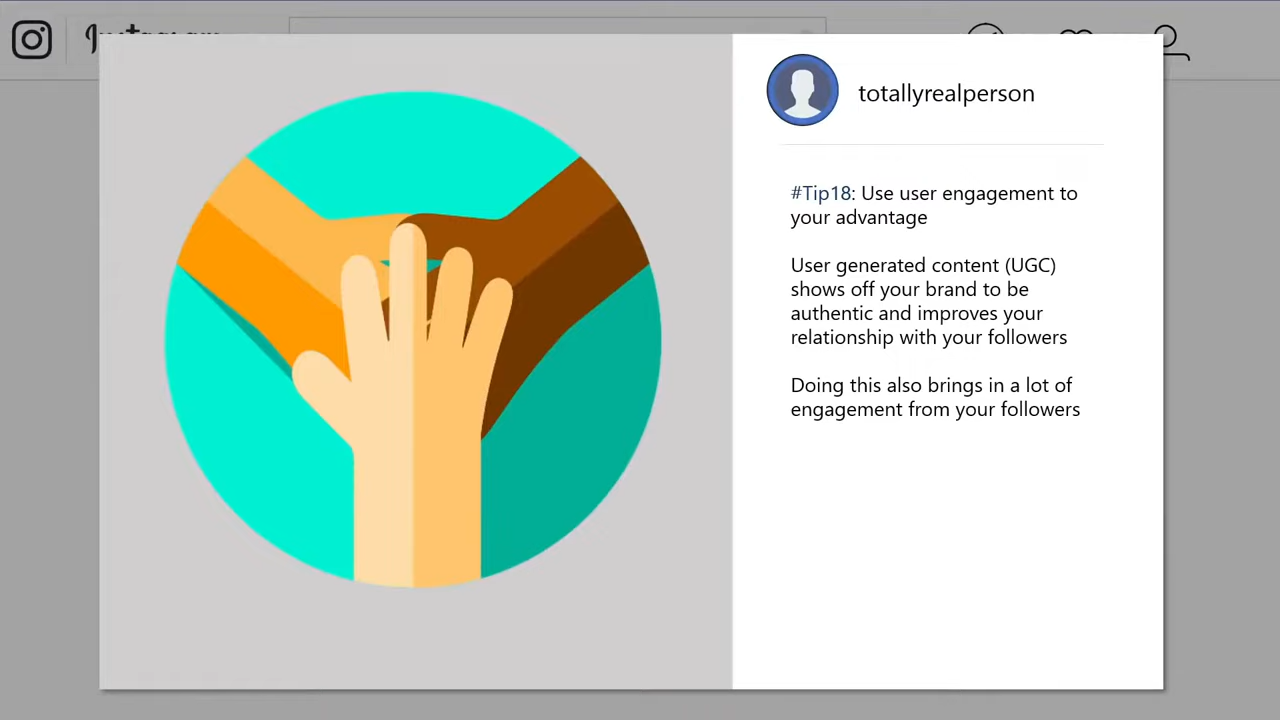 Instagram
totallyrealperson
#Tip18: Use user engagement to
your advantage
User generated content (UGC)
shows off your brand to be
authentic and improves your
relationship with your followers
Doing this also brings in a lot of
engagement from your followers